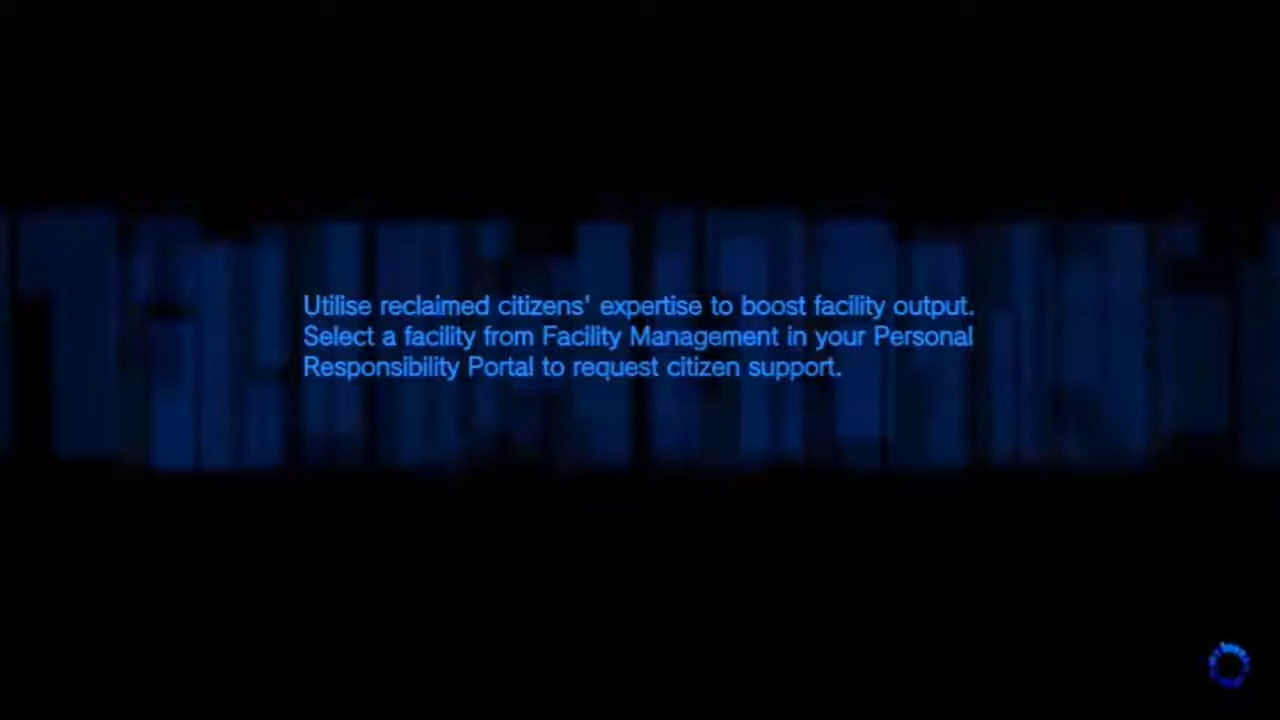 Utilise reclaimed citizens' expertise to boost facility output.
Select a facility from Facility Management in your Personal
Responsibility Portal to request citizen support.